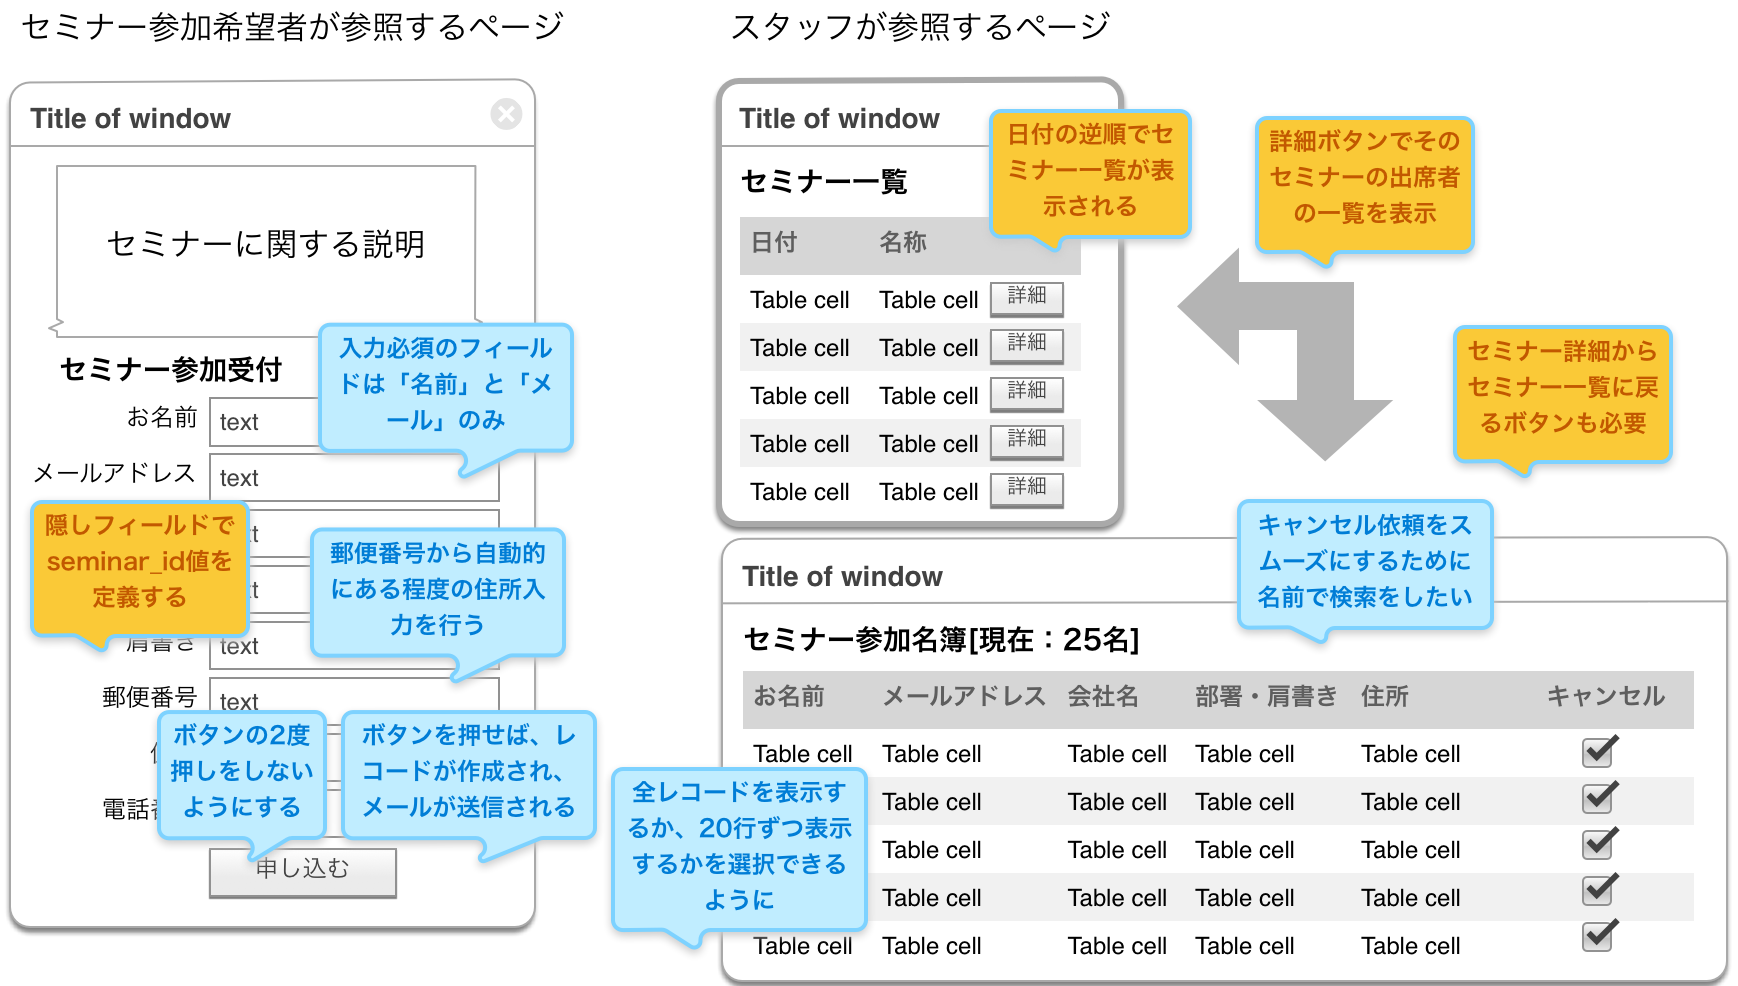 セミナー参加希望者が参照するページ
Title of window
セミナーに関する説明
入力必須のフィール
ドは「名前」と「メ
ール」のみ
セミナー参加受付
お名前
text
メールアドレス
text
隠しフィールドで
seminar_id値を
定義する
郵便番号から自動的
にある程度の住所入
力を行う
肩書き
text
郵便番号
text
ボタンの2度
押しをしない
ようにする
ボタンを押せば、レ
コードが作成され、
メールが送信される
電話
申し込む
スタッフが参照するページ
Title of window
日付の逆順でセ
ミナー一覧が表
示される
セミナー一覧
日付 名称
Table cell Table cell 詳細
Table cell Table cell 詳細
Table cell Table cell 詳細
Table cell Table cell 詳細
Table cell Table cell 詳細
詳細ボタンでその
セミナーの出席者
の一覧を表示
セミナー詳細から
セミナー一覧に戻
るボタンも必要
キャンセル依頼をス
ムーズにするために
名前で検索をしたい
Title of window
セミナー参加名簿[現在：25名]
お名前 メールアドレス 会社名 部署・肩書き 住所 キャンセル
Table cell Table cell Table cell Table cell Table cell
Table cell Table cell Table cell Table cell
Table cell Table cell Table cell Table cell
Table cell Table cell Table cell Table cell
Table cell Table cell Table cell Table cell Table cell
全レコードを表示す
るか、20行ずつ表示
するかを選択できる
ように